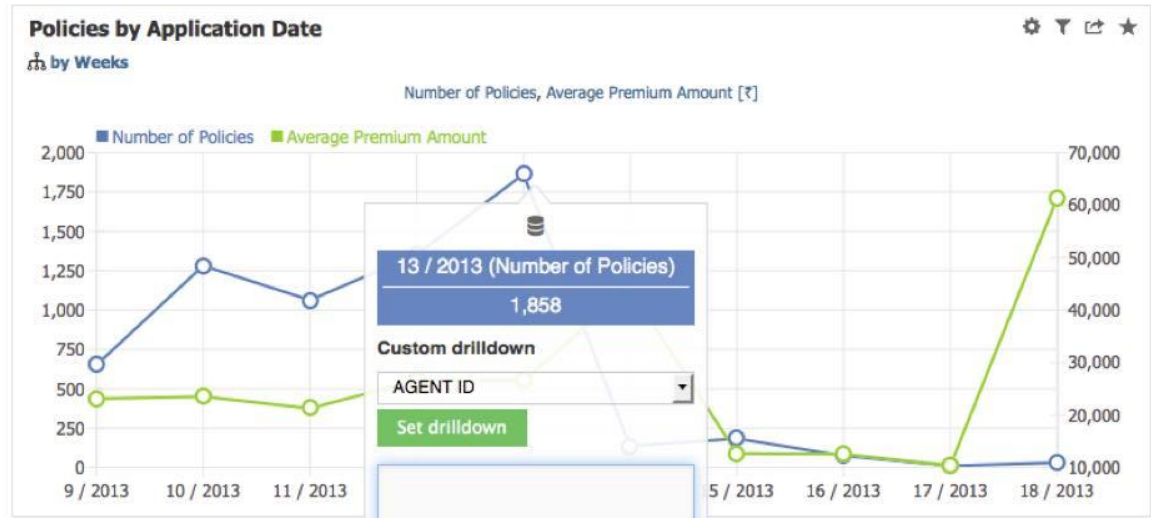 Policies by Application Date
by Weeks
Number of Policies, Average Premium Amount [₹]
Number of Policies Average Premium Amount
2,000 70,000
1,750 60,000
1,500 50,000
1,250 40,000
1,000 30,000
750 20,000
500 10,000
250
0
13 / 2013 (Number of Policies)
1,858
Custom drilldown
AGENT ID
Set drilldown
9 / 2013 10 / 2013 11 / 2013 15 / 2013 16 / 2013 17 / 2013 18 / 2013